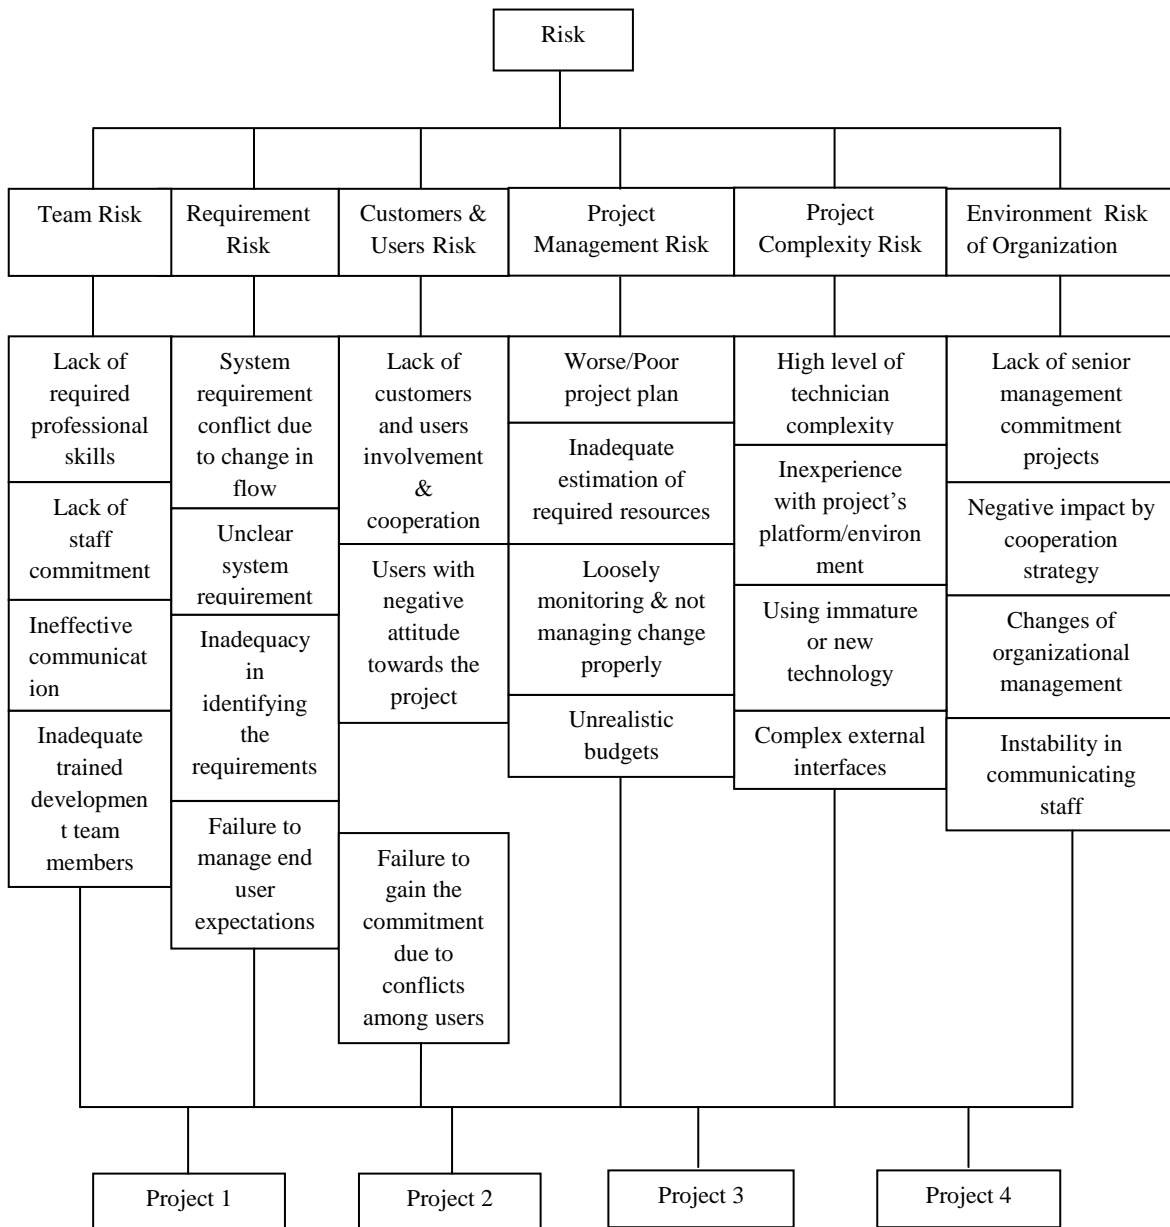 Risk
Team Risk
Requirement
Risk
Customers &
Users Risk
Project
Management Risk
Project
Complexity Risk
Environment Risk
of Organization
Lack of
required
professional
skills
Lack of
staff
commitment
Ineffective
communicat
ion
Inadequate
trained
developmen
t team
members
System
requirement
conflict due
to change in
flow
Unclear
system
requirement
Inadequacy
in
identifying
the
requirements
Failure to
manage end
user
expectations
Lack of
customers
and users
involvement
&
cooperation
Users with
negative
attitude
towards the
project
Failure to
gain the
commitment
due to
conflicts
among users
Worse/Poor
project plan
Inadequate
estimation of
required resources
Loosely
monitoring & not
managing change
properly
Unrealistic
budgets
High level of
technician
complexity
Inexperience
with project’s
platform/environ
ment
Using immature
or new
technology
Complex external
interfaces
Lack of senior
management
commitment
projects
Negative impact by
cooperation
strategy
Changes of
organizational
management
Instability in
communicating
staff
Project 1
Project 2
Project 3
Project 4